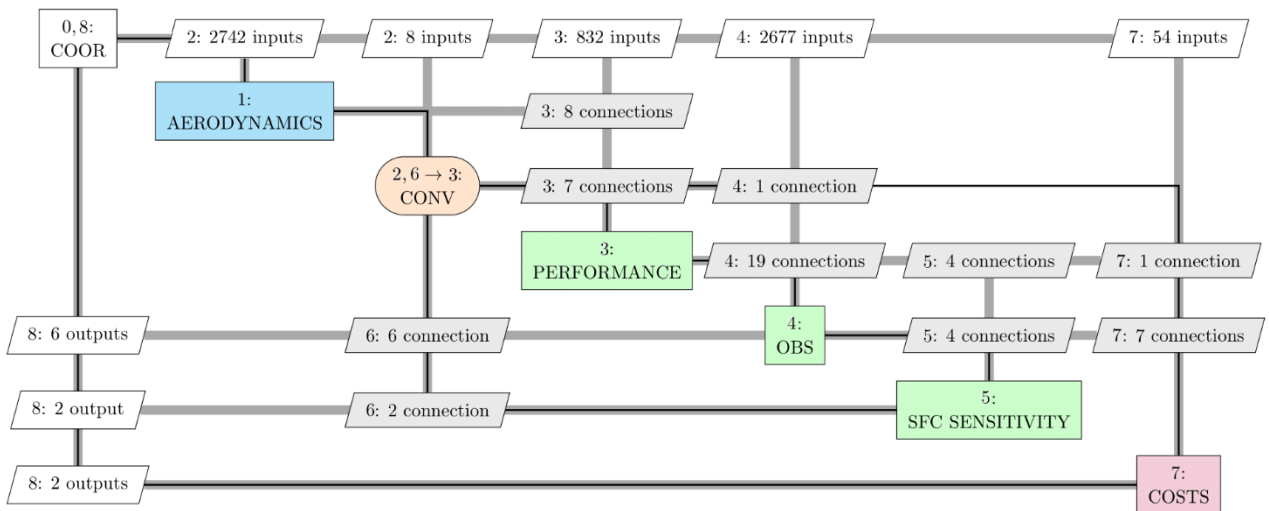 0, 8:
COOR
2: 2742 inputs
2: 8 inputs
3: 832 inputs
4: 2677 inputs
7: 54 inputs
1:
AERODYNAMICS
3: 8 connections
2, 6 → 3:
CONV
3: 7 connections
4: 1 connection
3:
PERFORMANCE
4: 19 connections
5: 4 connections
7: 1 connection
8: 6 outputs
6: 6 connection
4:
OBS
5: 4 connections
7: 7 connections
8: 2 output
6: 2 connection
5:
SFC SENSITIVITY
8: 2 outputs
7:
COSTS